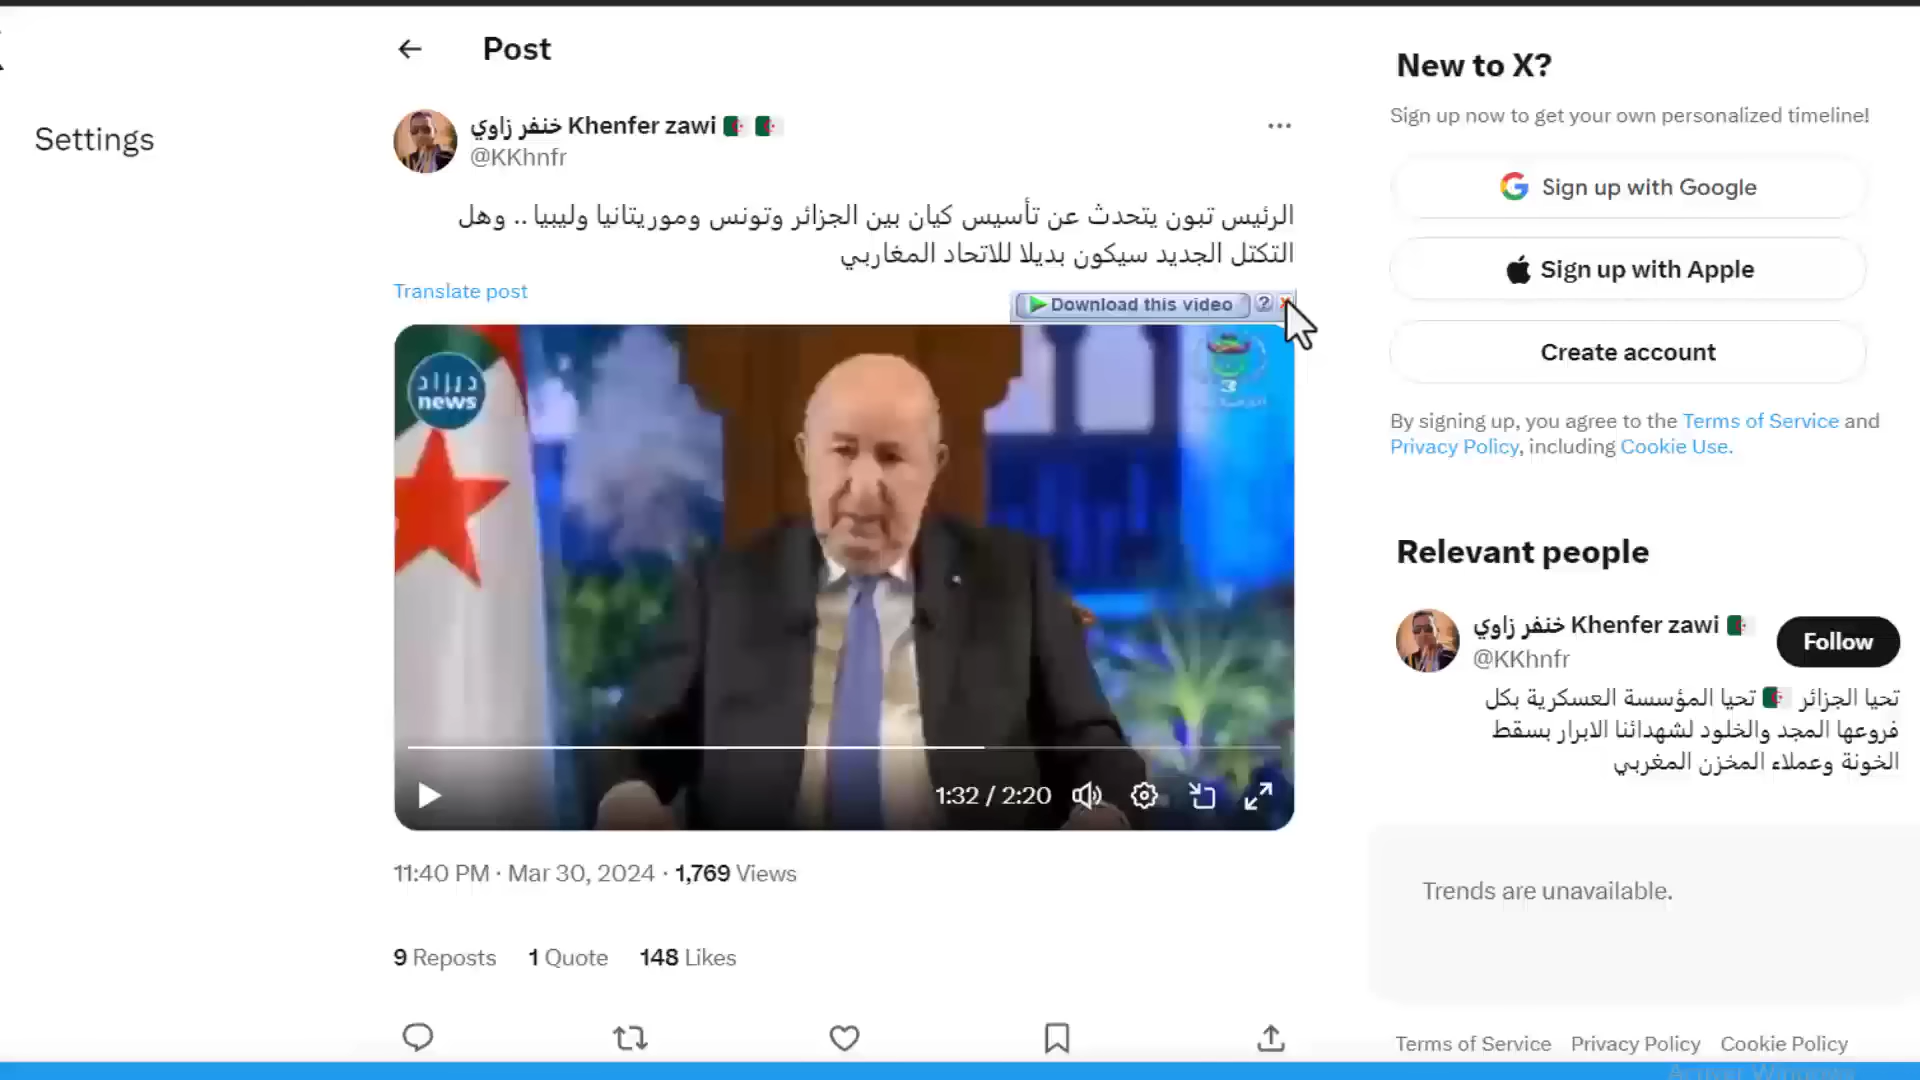 Post
Settings
خنفر زاوي Khenfer zawi
@KKhnfr
الرئيس تبون يتحدث عن تأسيس كيان بين الجزائر وتونس وموريتانيا وليبيا .. وهل
التكتل الجديد سيكون بديلا للاتحاد المغاربي
Translate post
Download this video ?
دزرااد
news
3
1:32 / 2:20
11:40 PM · Mar 30, 2024 · 1,769 Views
9 Reposts 1 Quote 148 Likes
New to X?
Sign up now to get your own personalized timeline!
Sign up with Google
Sign up with Apple
Create account
By signing up, you agree to the Terms of Service and
Privacy Policy, including Cookie Use.
Relevant people
خنفر زاوي Khenfer zawi
@KKhnfr
Follow
تحيا الجزائر تحيا المؤسسة العسكرية بكل
فروعها المجد والخلود لشهدائنا الابرار بسقط
الخونة وعملاء المخزن المغربي
Trends are unavailable.
Terms of Service Privacy Policy Cookie Policy